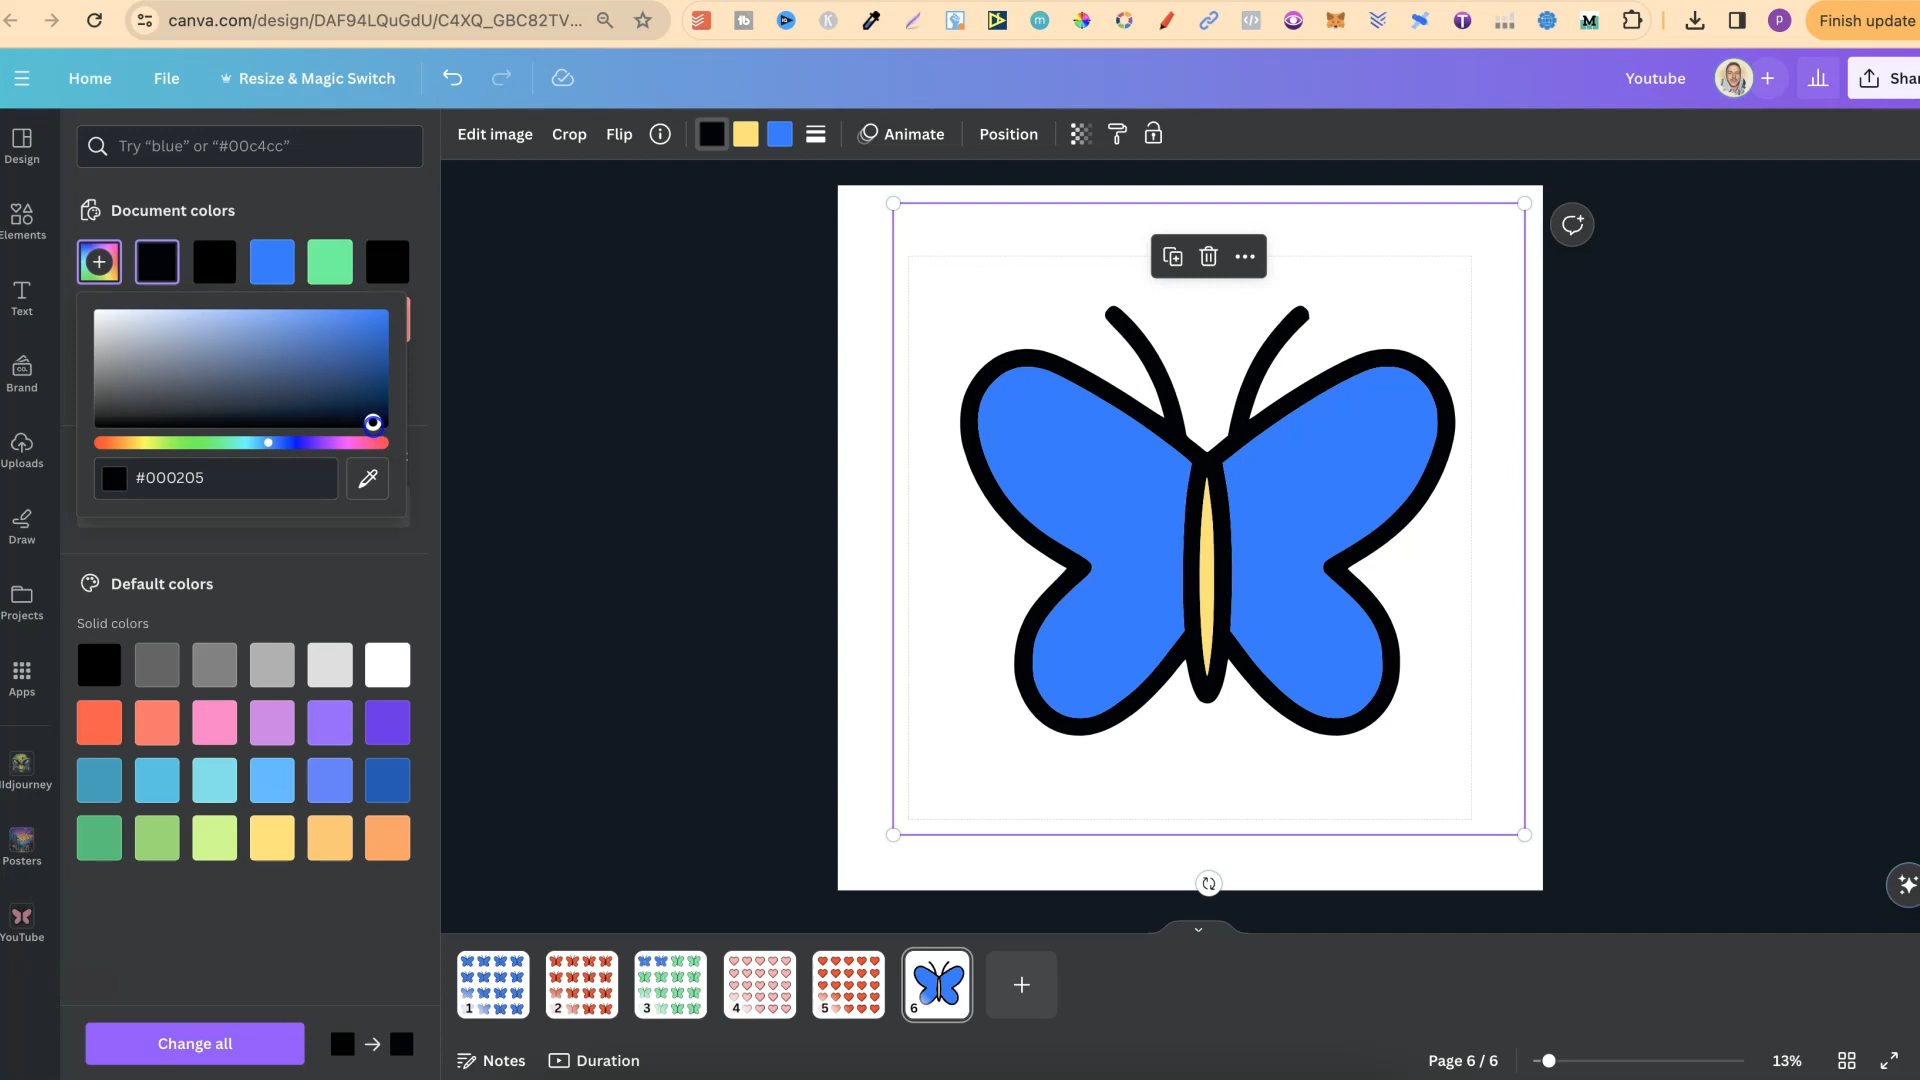 canva.com/design/DAF94LQuGdU/C4XQ_GBC82TV...
Finish update
Home
File
Resize & Magic Switch
Youtube
Shar
Design
Elements
Text
Brand
CO.
Uploads
Draw
Projects
Apps
Midjourney
Posters
YouTube
Try “blue” or “#00c4cc”
Document colors
#000205
Default colors
Solid colors
Change all
Edit image
Crop
Flip
Animate
Position
1
2
3
4
5
6
Notes
Duration
Page 6 / 6
13%